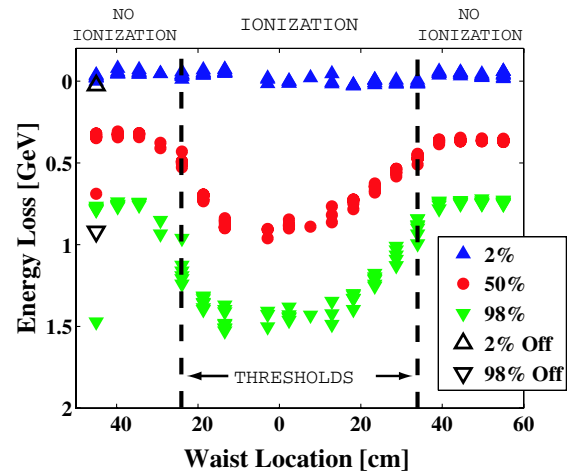 NO
IONIZATION
IONIZATION
NO
IONIZATION
0
0.5
1
1.5
2
Energy Loss [GeV]
2%
50%
98%
2% Off
98% Off
THRESHOLDS
40 20 0 20 40 60
Waist Location [cm]